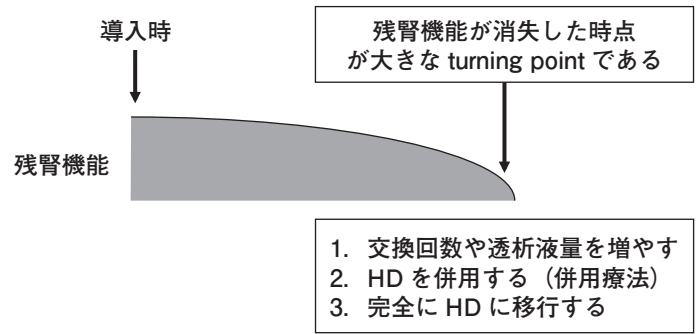 導入時
残腎機能が消失した時点
が大きな turning point である
残腎機能
1. 交換回数や透析液量を増やす
2. HD を併用する（併用療法）
3. 完全に HD に移行する